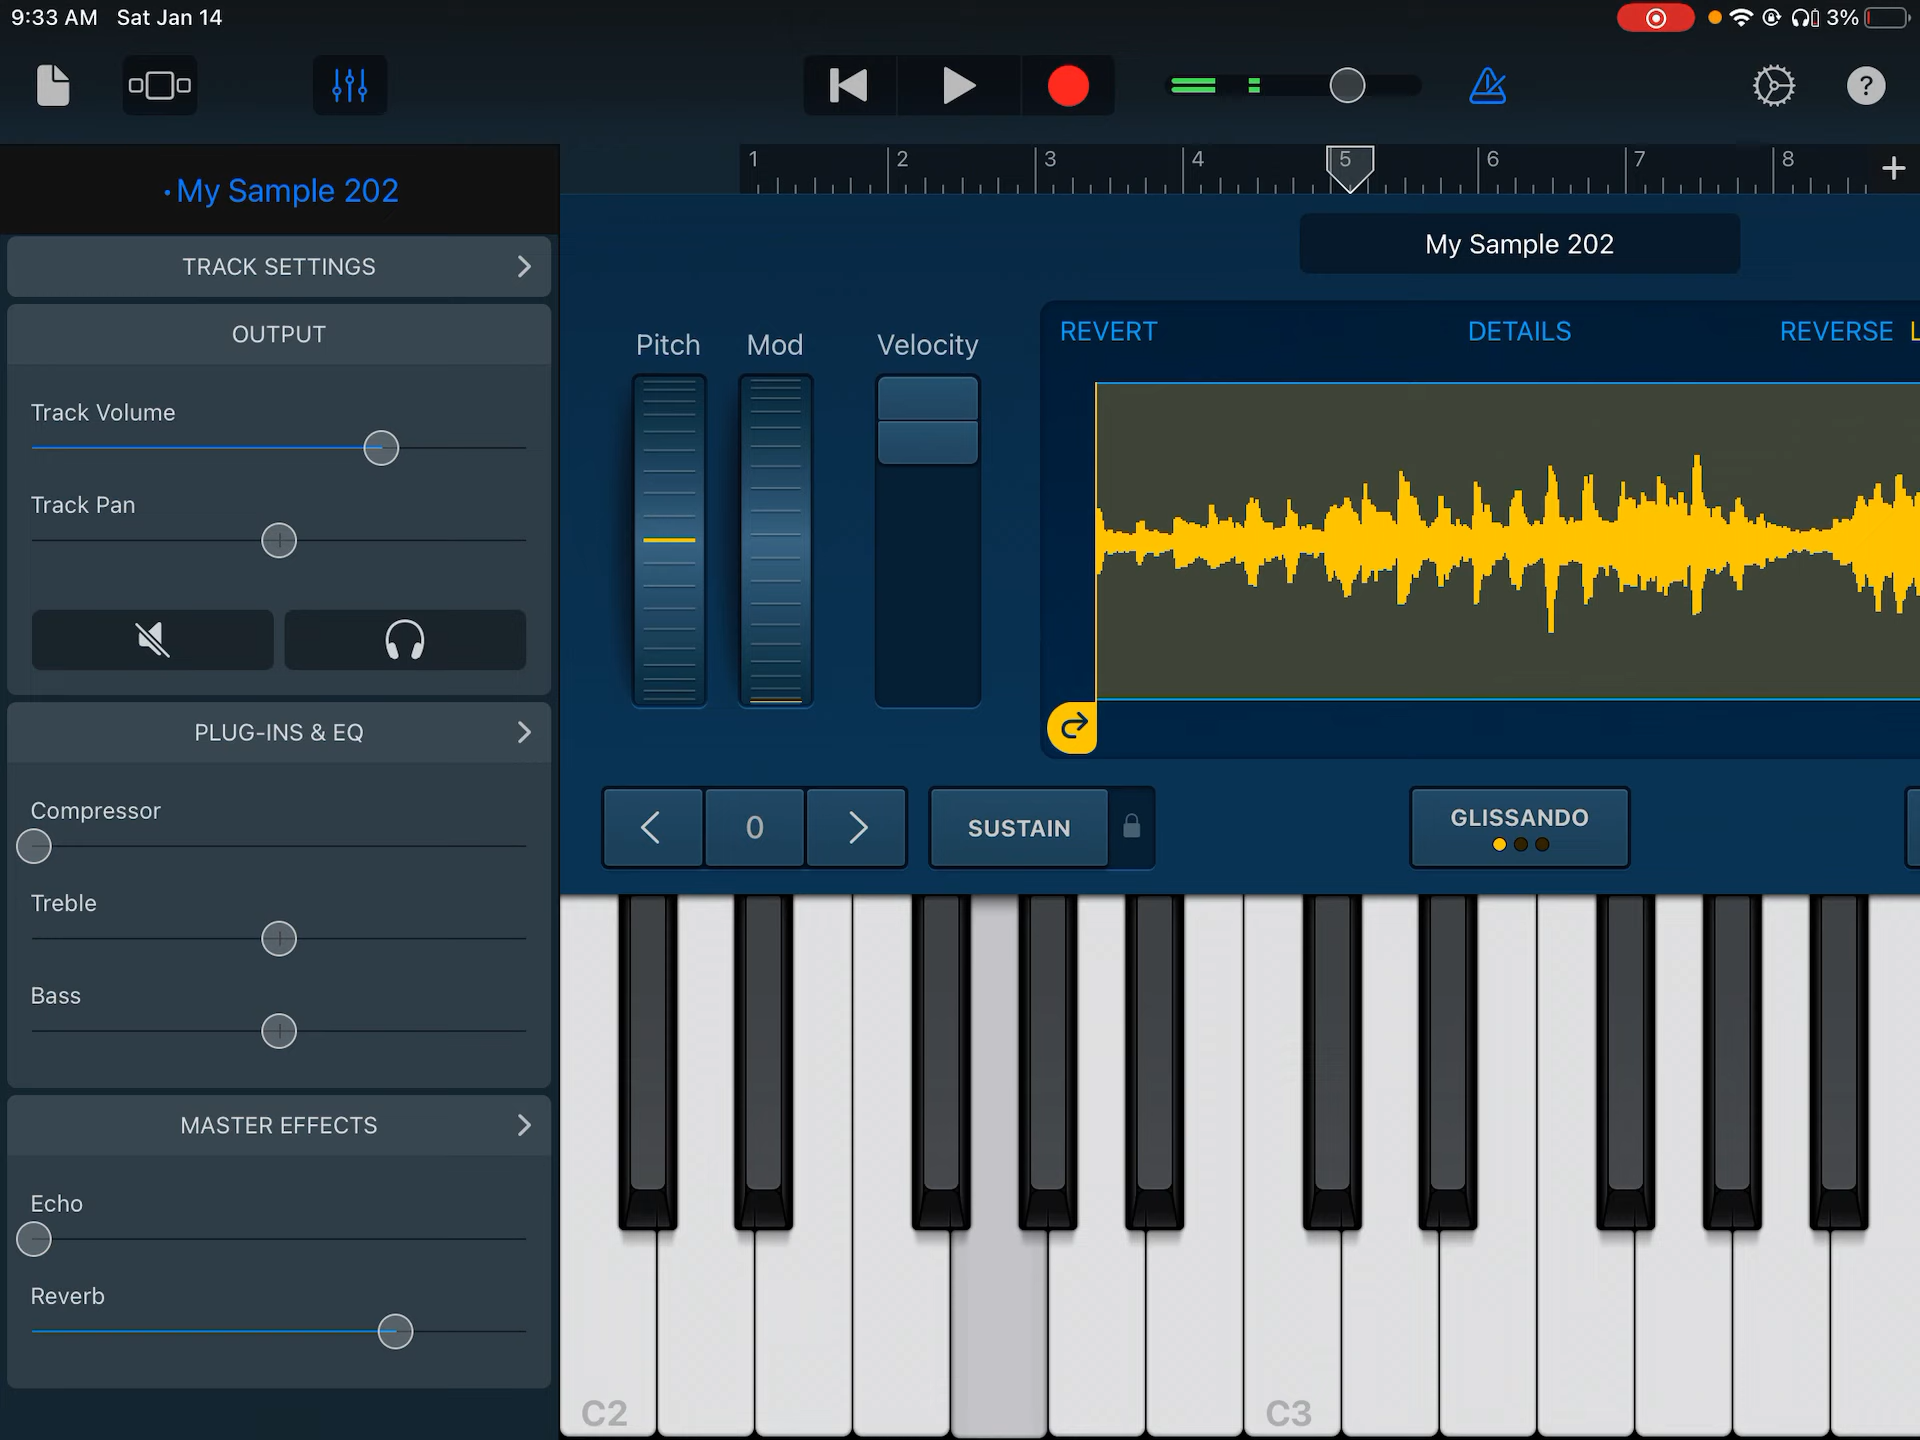 9:33 AM Sat Jan 14
3%
?
1 2 3 4 5 6 7 8 +
My Sample 202
My Sample 202
TRACK SETTINGS
OUTPUT
Track Volume
Track Pan
PLUG-INS & EQ
Compressor
Treble
Bass
MASTER EFFECTS
Echo
Reverb
Pitch Mod Velocity
REVERT DETAILS REVERSE L
0 SUSTAIN GLISSANDO
C2 C3